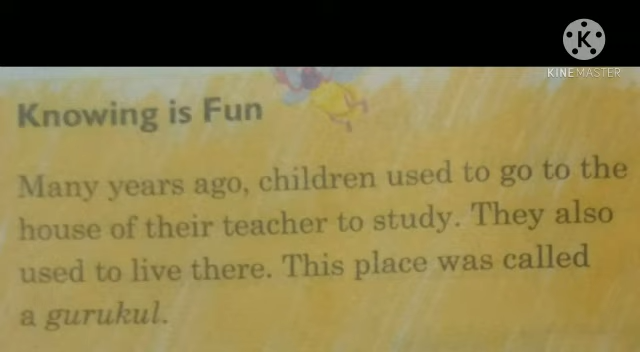 K
KINEMASTER
Knowing is Fun
Many years ago, children used to go to the
house of their teacher to study. They also
used to live there. This place was called
a gurukul.